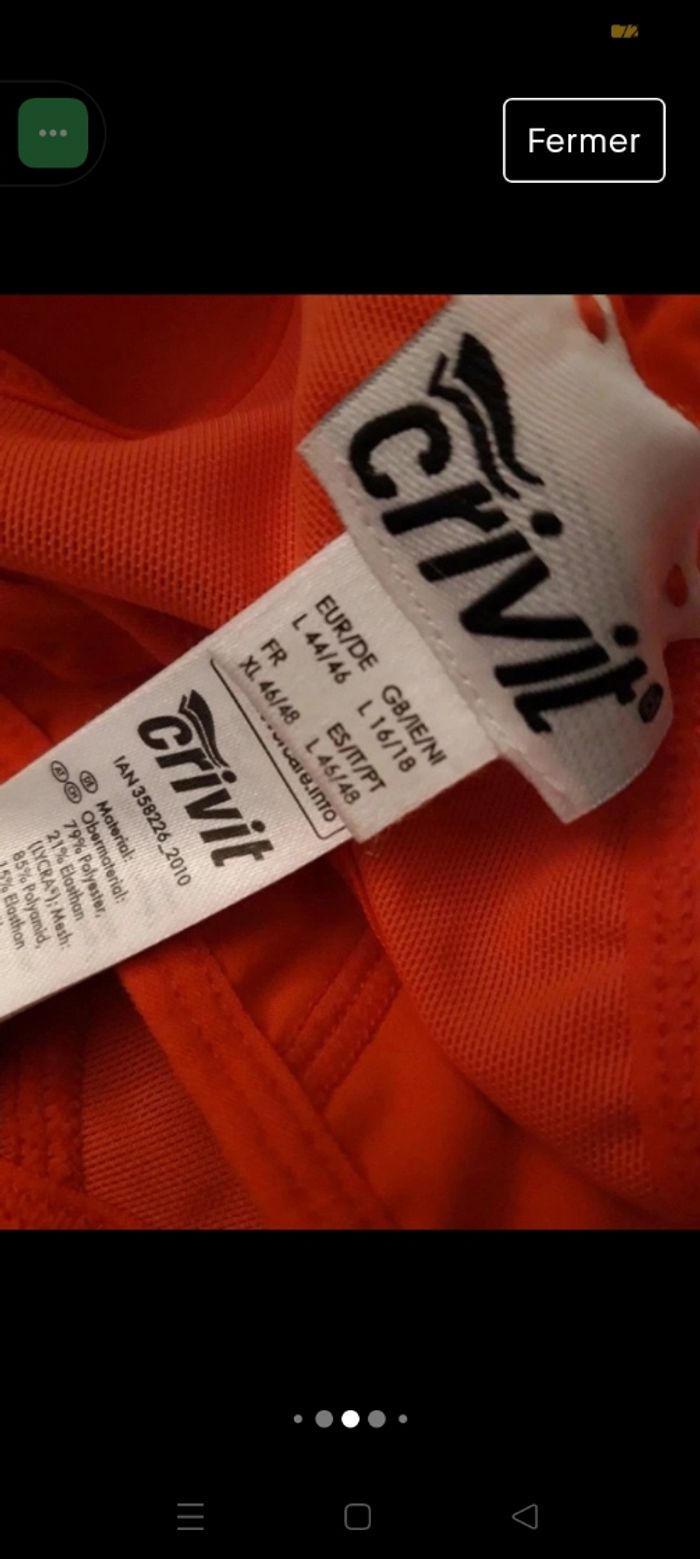 72
Fermer
crivit®
EUR/DE
L 44/46
GB/IE/NI
L 16/18
FR
XL 46/48
ES/IT/PT
L 46/48
crivit
IAN 358226_2010
Material:
Obermaterial:
79% Polyester,
21% Elasthan
(LYCRA®); Mesh:
85% Polyamid,
15% Elasthan